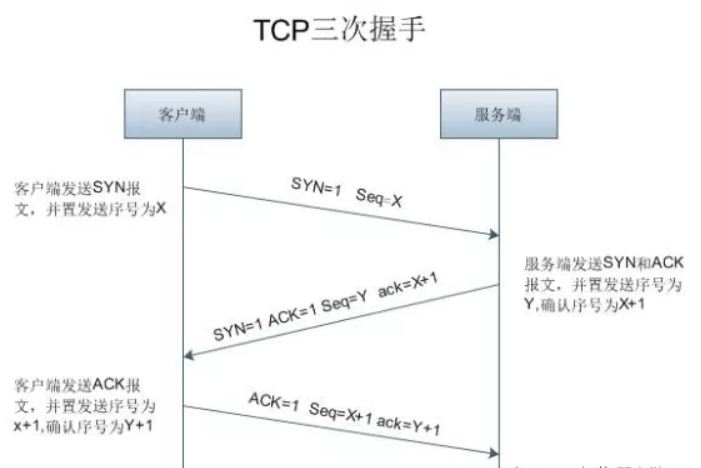 TCP三次握手
客户端
服务端
客户端发送SYN报
文，并置发送序号为X
SYN=1 Seq=X
服务端发送SYN和ACK
报文，并置发送序号为
Y,确认序号为X+1
SYN=1 ACK=1 Seq=Y ack=X+1
客户端发送ACK报
文，并置发送序号为
x+1,确认序号为Y+1
ACK=1 Seq=X+1 ack=Y+1